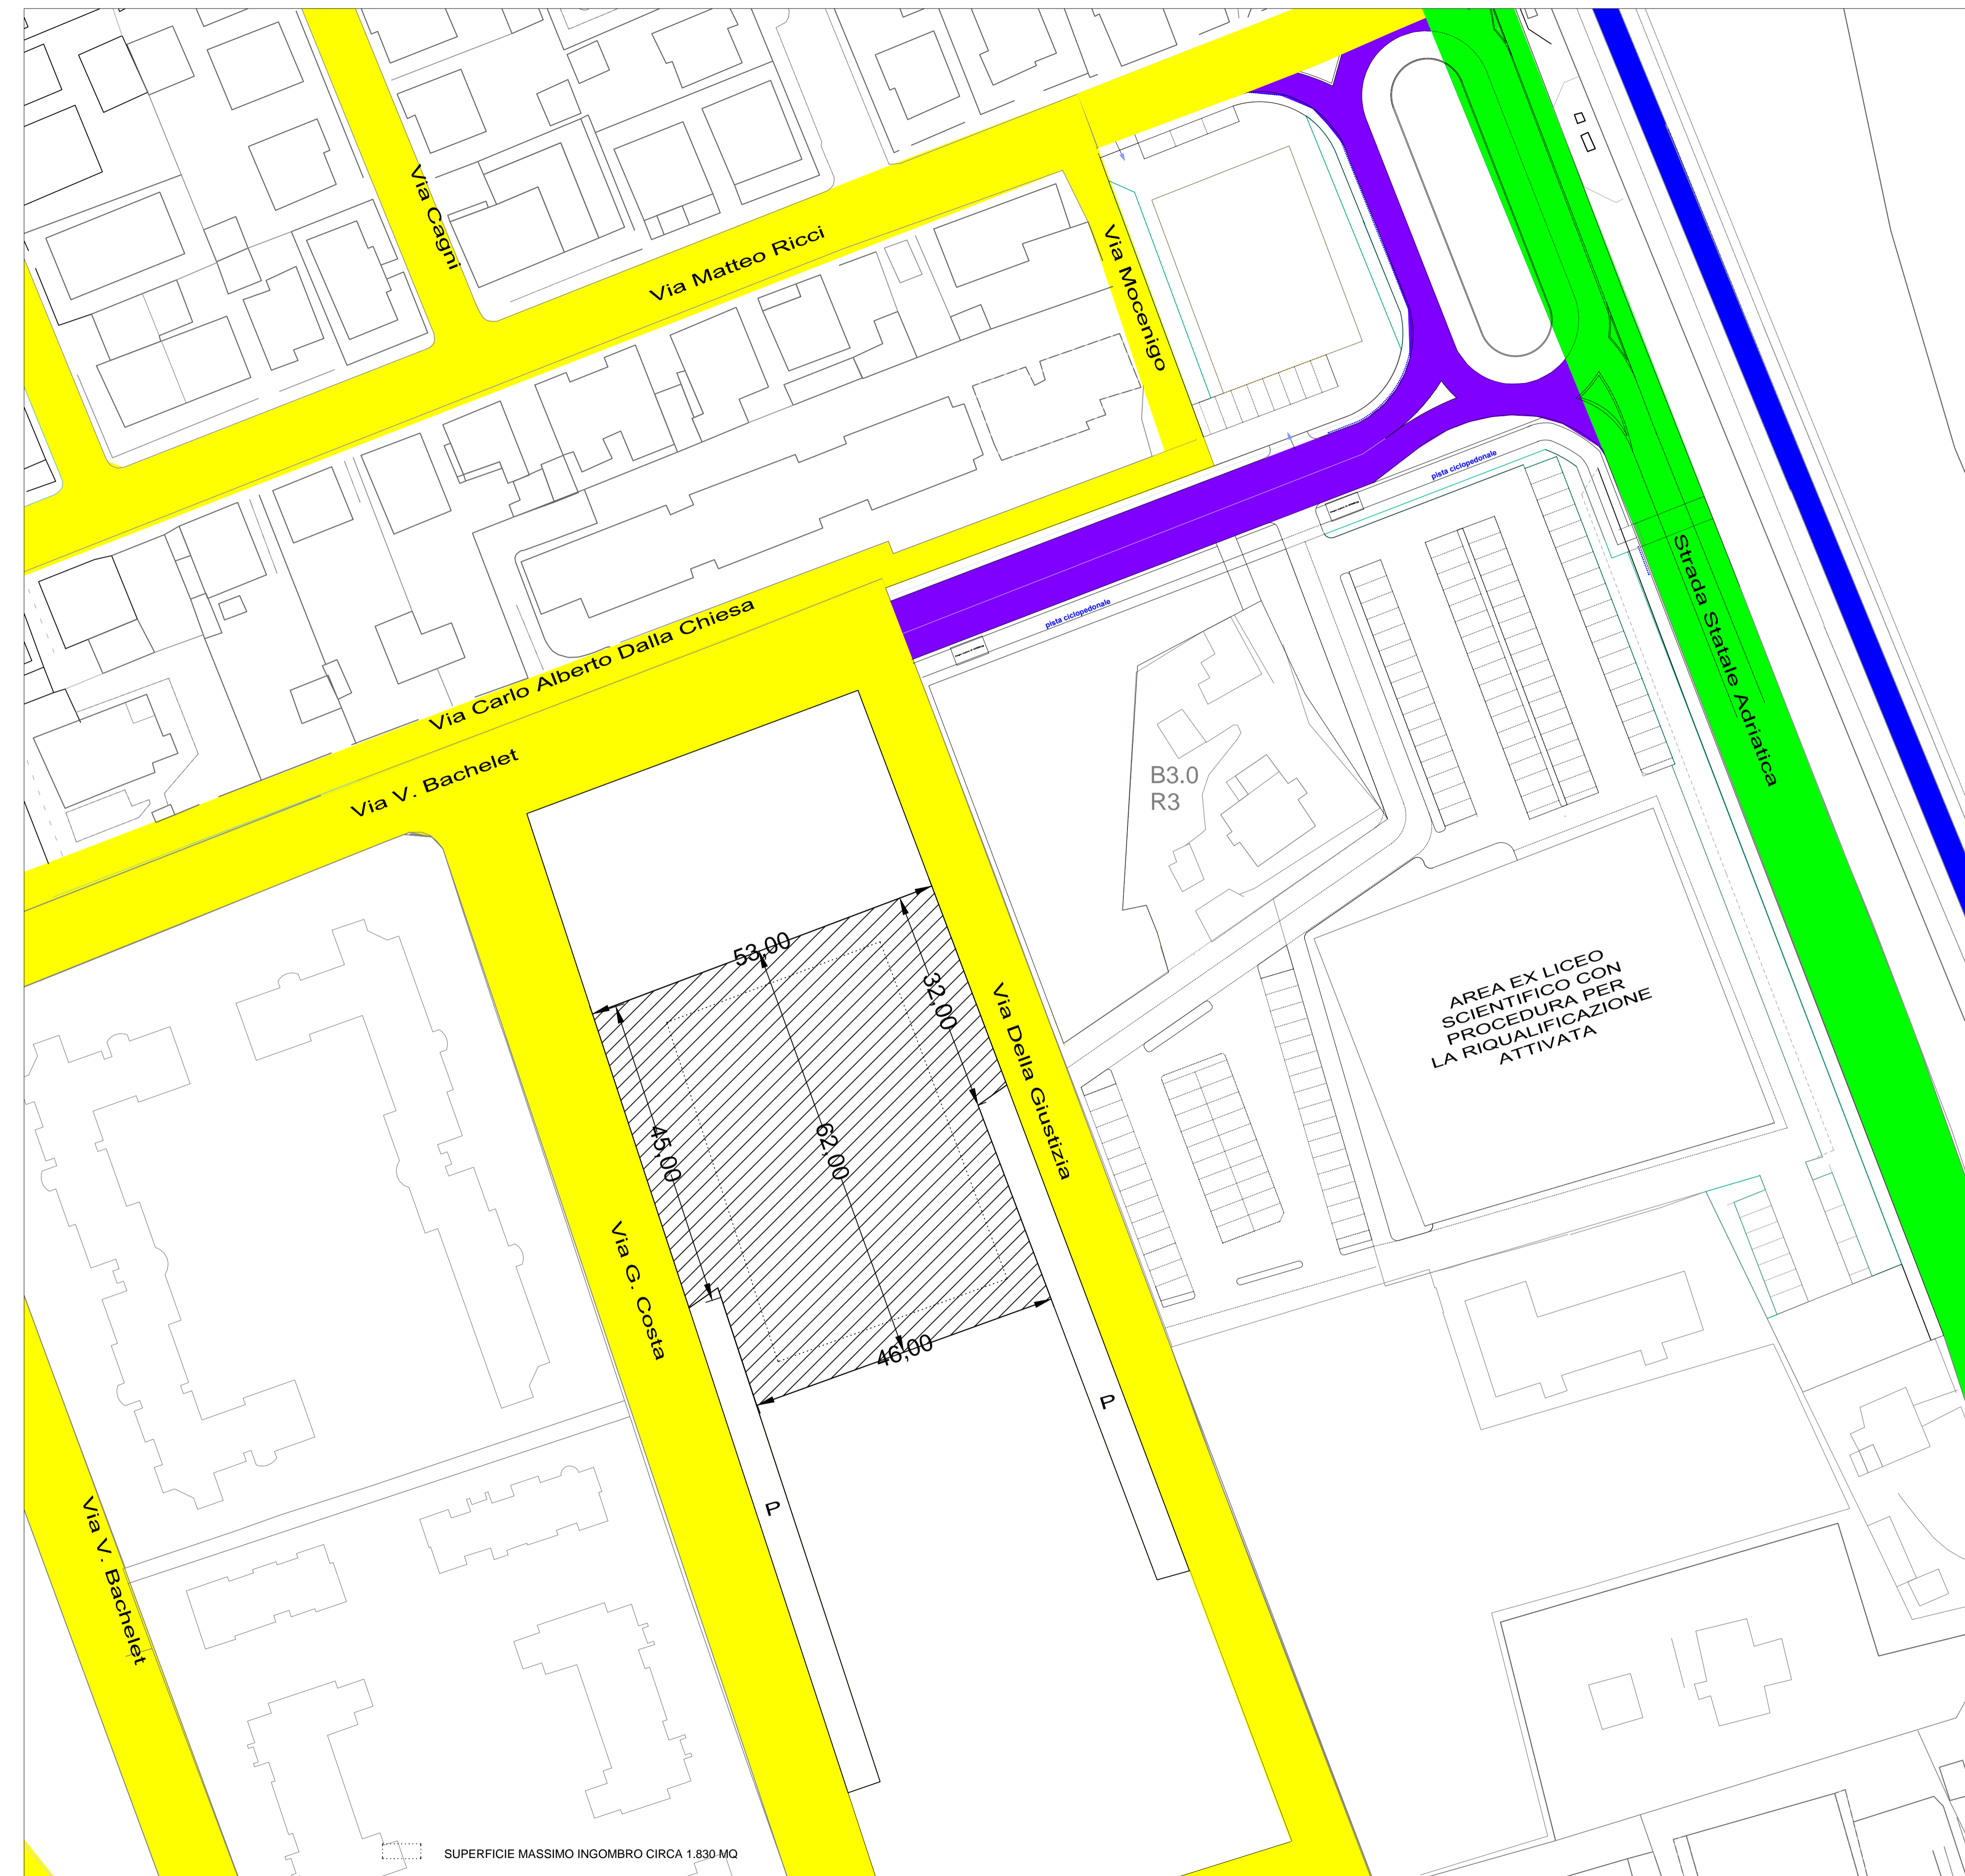 Via Cagni
Via Matteo Ricci
Via Mocenigo
pista ciclopedonale
Strada Statale Adriatica
pista ciclopedonale
Via Carlo Alberto Dalla Chiesa
Via V. Bachelet
B3.0
R3
53,00
32,00
45,00
62,00
46,00
Via Della Giustizia
AREA EX LICEO
SCIENTIFICO CON
PROCEDURA PER
LA RIQUALIFICAZIONE
ATTIVATA
Via G. Costa
P
P
Via V. Bachelet
SUPERFICIE MASSIMO INGOMBRO CIRCA 1.830 MQ